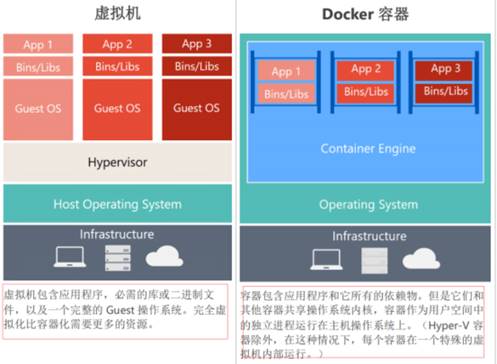 虚拟机
App 1
App 2
App 3
Bins/Libs
Bins/Libs
Bins/Libs
Guest OS
Guest OS
Guest OS
Hypervisor
Host Operating System
Infrastructure
虚拟机包含应用程序，必需的库或二进制文
件，以及一个完整的 Guest 操作系统。完全虚
拟化比容器化需要更多的资源。
Docker 容器
App 1
App 2
App 3
Bins/Libs
Bins/Libs
Bins/Libs
Container Engine
Operating System
Infrastructure
容器包含应用程序和它所有的依赖物。但是它们和
其他容器共享操作系统内核，容器作为用户空间中
的独立进程运行在主机操作系统上。（Hyper-V 容
器除外，在这种情况下，每个容器在一个特殊的虚
拟机内部运行。）